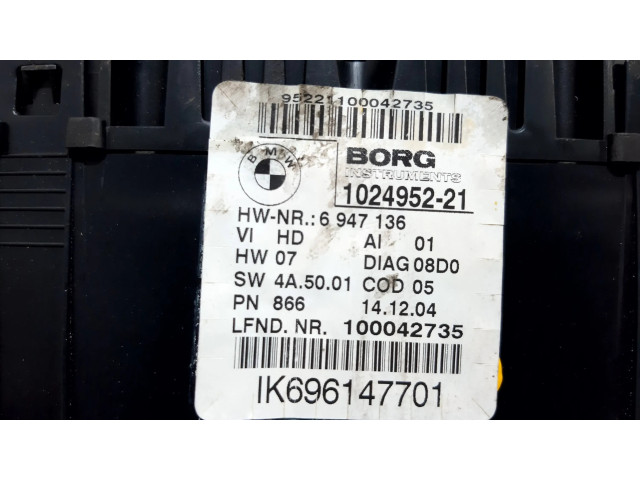 95221100042735
BMW
BORG
INSTRUMENTS
1024952-21
HW-NR.:6 947 136
VI HD AI 01
HW 07 DIAG 08D0
SW 4A.50.01 COD 05
PN 866 14.12.04
LFND. NR. 100042735
IK696147701